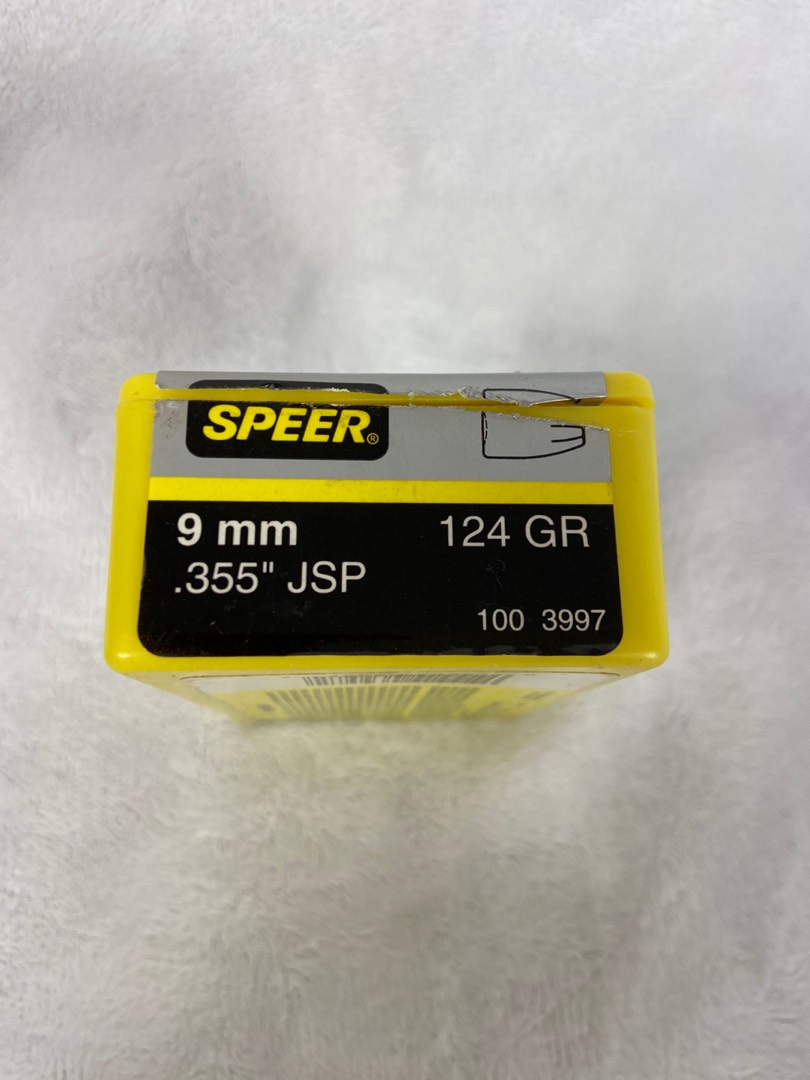 SPEER®
9 mm 124 GR
.355" JSP
100 3997